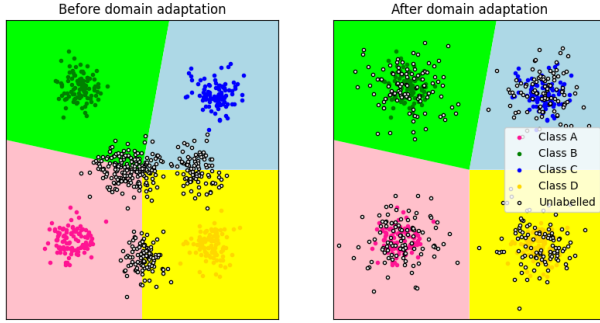 Before domain adaptation
After domain adaptation
Class A
Class B
Class C
Class D
Unlabelled